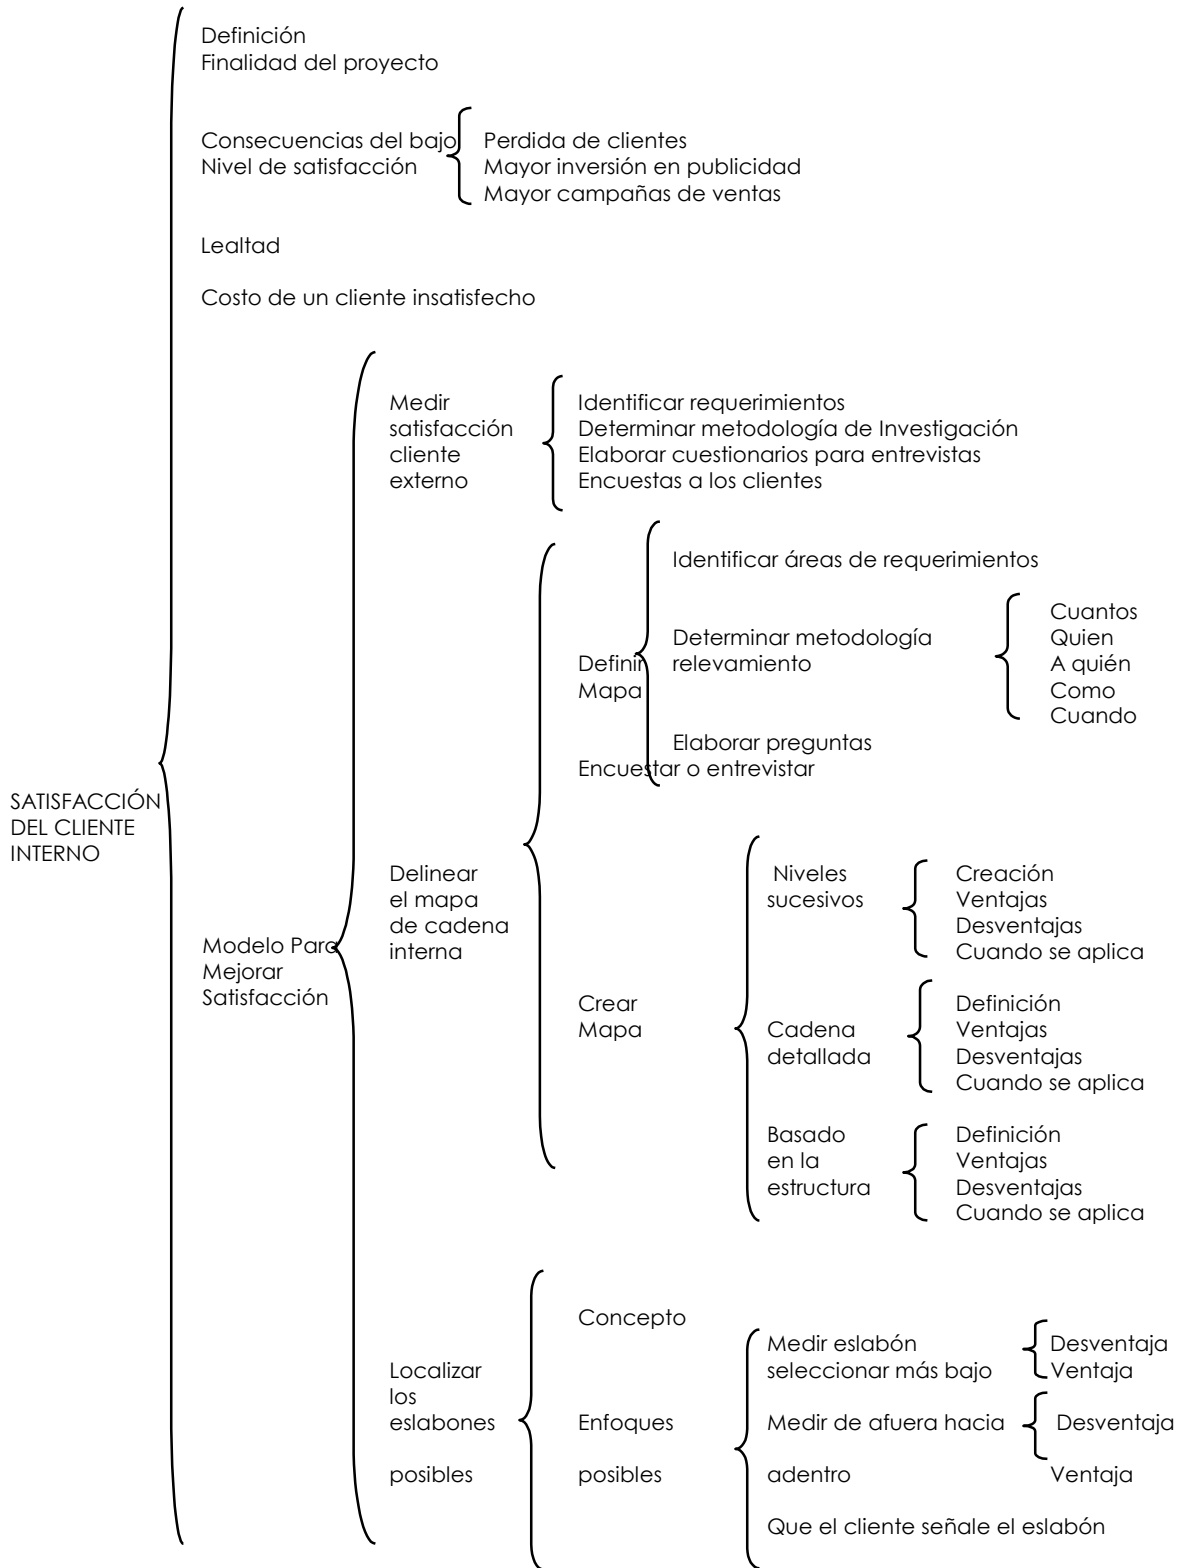 Definición
Finalidad del proyecto
Consecuencias del bajo
Nivel de satisfacción
Perdida de clientes
Mayor inversión en publicidad
Mayor campañas de ventas
Lealtad
Costo de un cliente insatisfecho
Medir
satisfacción
cliente
externo
Identificar requerimientos
Determinar metodología de Investigación
Elaborar cuestionarios para entrevistas
Encuestas a los clientes
Identificar áreas de requerimientos
Definir
Mapa
Determinar metodología
relevamiento
Cuantos
Quien
A quién
Como
Cuando
Elaborar preguntas
Encuestar o entrevistar
SATISFACCIÓN
DEL CLIENTE
INTERNO
Delinear
el mapa
de cadena
interna
Modelo Para
Mejorar
Satisfacción
Crear
Mapa
Niveles
sucesivos
Creación
Ventajas
Desventajas
Cuando se aplica
Cadena
detallada
Definición
Ventajas
Desventajas
Cuando se aplica
Basado
en la
estructura
Definición
Ventajas
Desventajas
Cuando se aplica
Localizar
los
eslabones
posibles
Concepto
Enfoques
posibles
Medir eslabón
seleccionar más bajo
Desventaja
Ventaja
Medir de afuera hacia
adentro
Desventaja
Ventaja
Que el cliente señale el eslabón